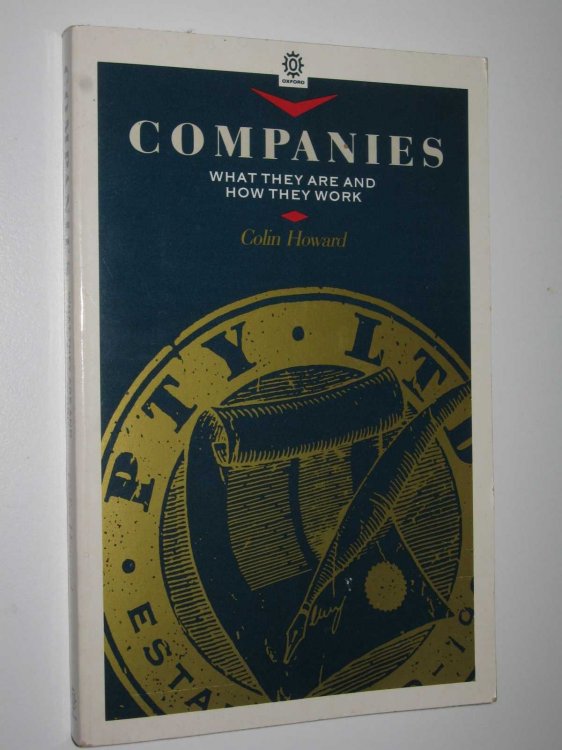 OXFORD
COMPANIES
WHAT THEY ARE AND
HOW THEY WORK
Colin Howard
· PTY · LTD
· ESTA